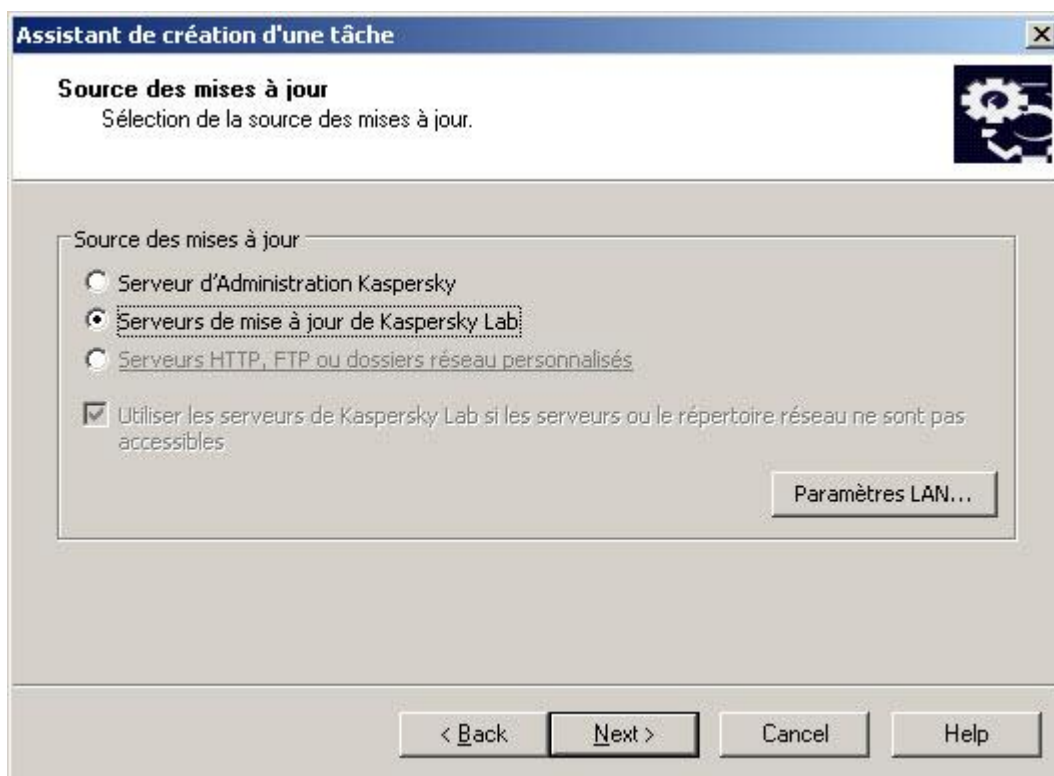 Assistant de création d'une tâche
Source des mises à jour
Sélection de la source des mises à jour.
Source des mises à jour
Serveur d'Administration Kaspersky
Serveurs de mise à jour de Kaspersky Lab
Serveurs HTTP, FTP ou dossiers réseau personnalisés
Utiliser les serveurs de Kaspersky Lab si les serveurs ou le répertoire réseau ne sont pas
accessibles
Paramètres LAN...
< Back
Next >
Cancel
Help